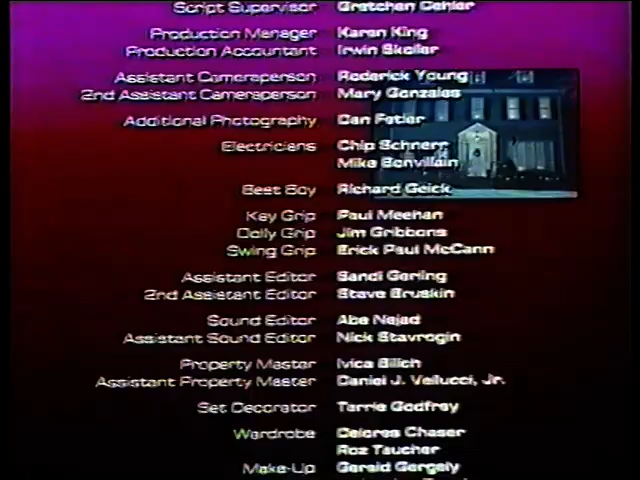 Script Supervisor Gretchen Gehler
Production Manager Karen King
Production Accountant Irwin Skolier
Assistant Cameraperson Roderick Young
2nd Assistant Cameraperson Mary Gonzales
Additional Photography Dan Fetler
Electricians Chip Schneer
Mike Bonvillain
Best Boy Richard Geick
Key Grip Paul Meehan
Dolly Grip Jim Gribbons
Swing Grip Erick Paul McCann
Assistant Editor Sandi Gerling
2nd Assistant Editor Steve Bruskin
Sound Editor Abe Nejad
Assistant Sound Editor Nick Stavrogin
Property Master Ivica Bilich
Assistant Property Master Daniel J. Vellucci, Jr.
Set Decorator Terrie Godfrey
Wardrobe Delores Chaser
Roz Taucher
Make-Up Gerald Gergely